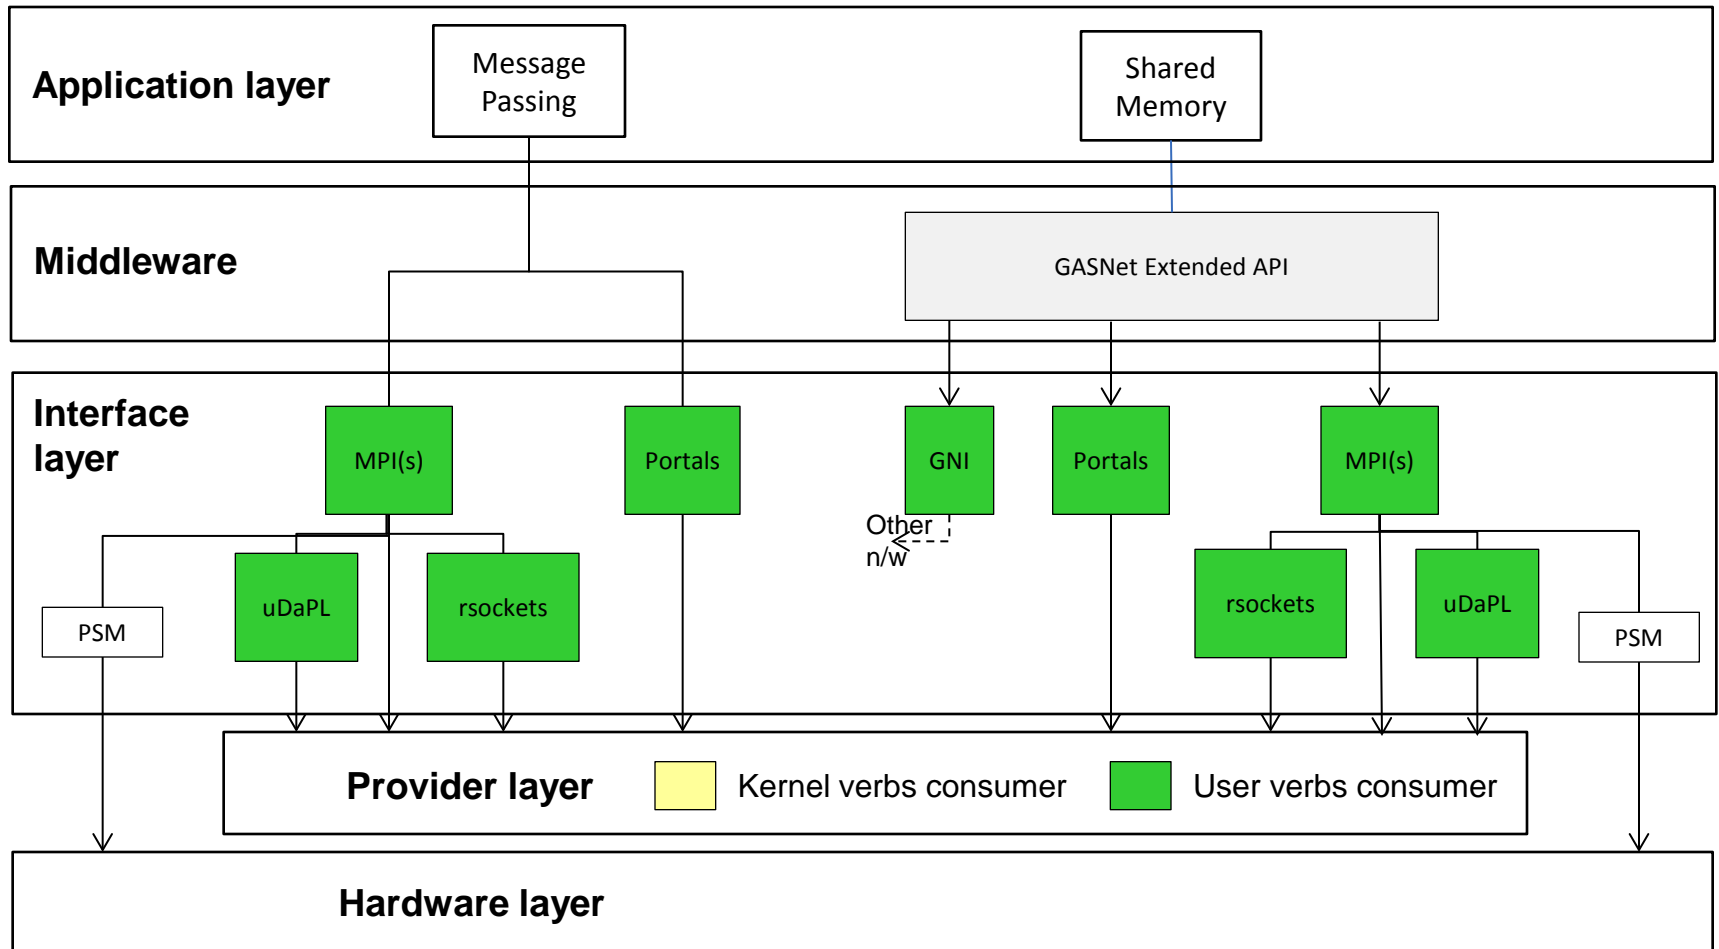 Application layer
Message
Passing
Shared
Memory
Middleware
GASNet Extended API
Interface
layer
MPI(s)
Portals
GNI
Portals
MPI(s)
Other
n/w
PSM
uDaPL
rsockets
rsockets
uDaPL
PSM
Provider layer
Kernel verbs consumer
User verbs consumer
Hardware layer